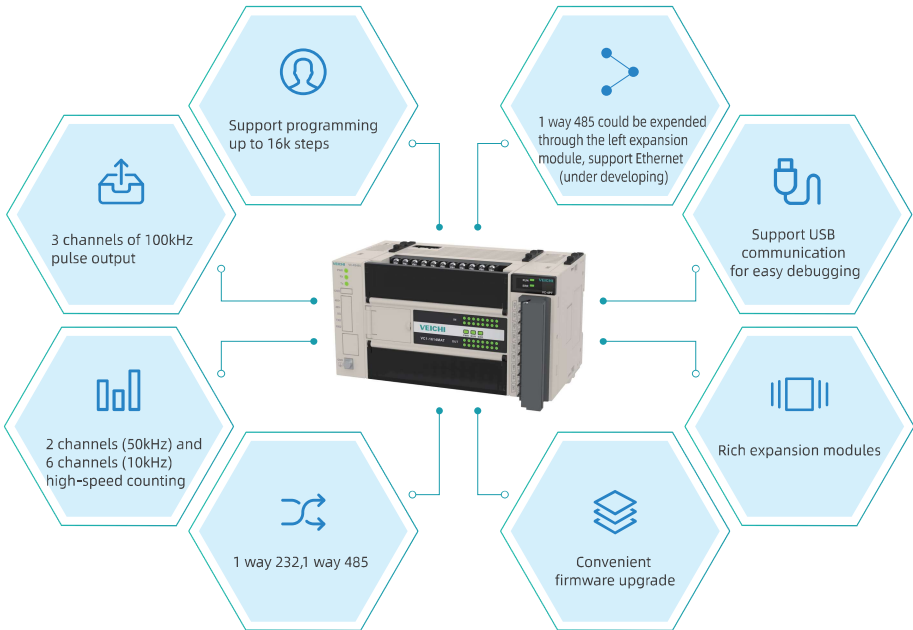 Support programming
up to 16k steps
1 way 485 could be expended
through the left expansion
module, support Ethernet
(under developing)
3 channels of 100kHz
pulse output
Support USB
communication
for easy debugging
VEICHI
VEICHI
2 channels (50kHz) and
6 channels (10kHz)
high-speed counting
Rich expansion modules
1 way 232,1 way 485
Convenient
firmware upgrade